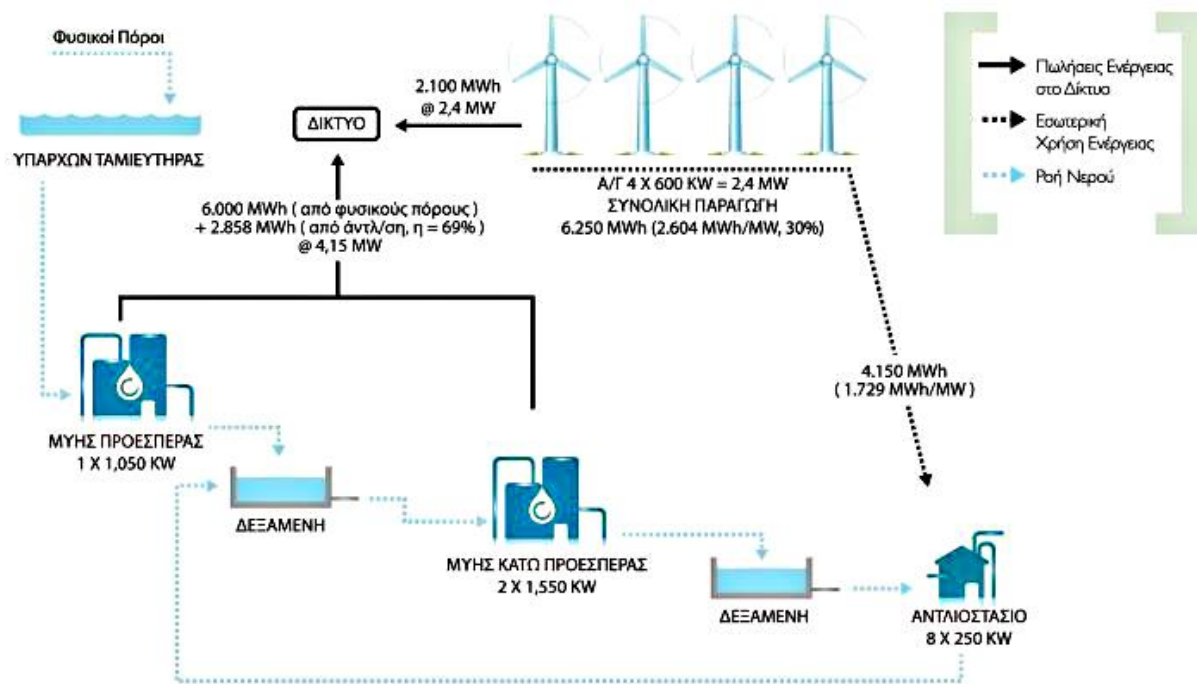 Φυσικοί Πόροι
ΥΠΑΡΧΩΝ ΤΑΜΙΕΥΤΗΡΑΣ
2.100 MWh
@ 2,4 MW
ΔΙΚΤΥΟ
Πωλήσεις Ενέργειας
στο Δίκτυο
Εσωτερική
Χρήση Ενέργειας
Ροή Νερού
Α/Γ 4 X 600 KW = 2,4 MW
ΣΥΝΟΛΙΚΗ ΠΑΡΑΓΩΓΗ
6.250 MWh (2.604 MWh/MW, 30%)
6.000 MWh ( από φυσικούς πόρους )
+ 2.858 MWh ( από άντλ/ση, η = 69% )
@ 4,15 MW
4.150 MWh
( 1.729 MWh/MW )
ΜΥΗΣ ΠΡΟΕΣΠΕΡΑΣ
1 X 1,050 KW
ΔΕΞΑΜΕΝΗ
ΜΥΗΣ ΚΑΤΩ ΠΡΟΕΣΠΕΡΑΣ
2 X 1,550 KW
ΔΕΞΑΜΕΝΗ
ΑΝΤΛΙΟΣΤΑΣΙΟ
8 X 250 KW